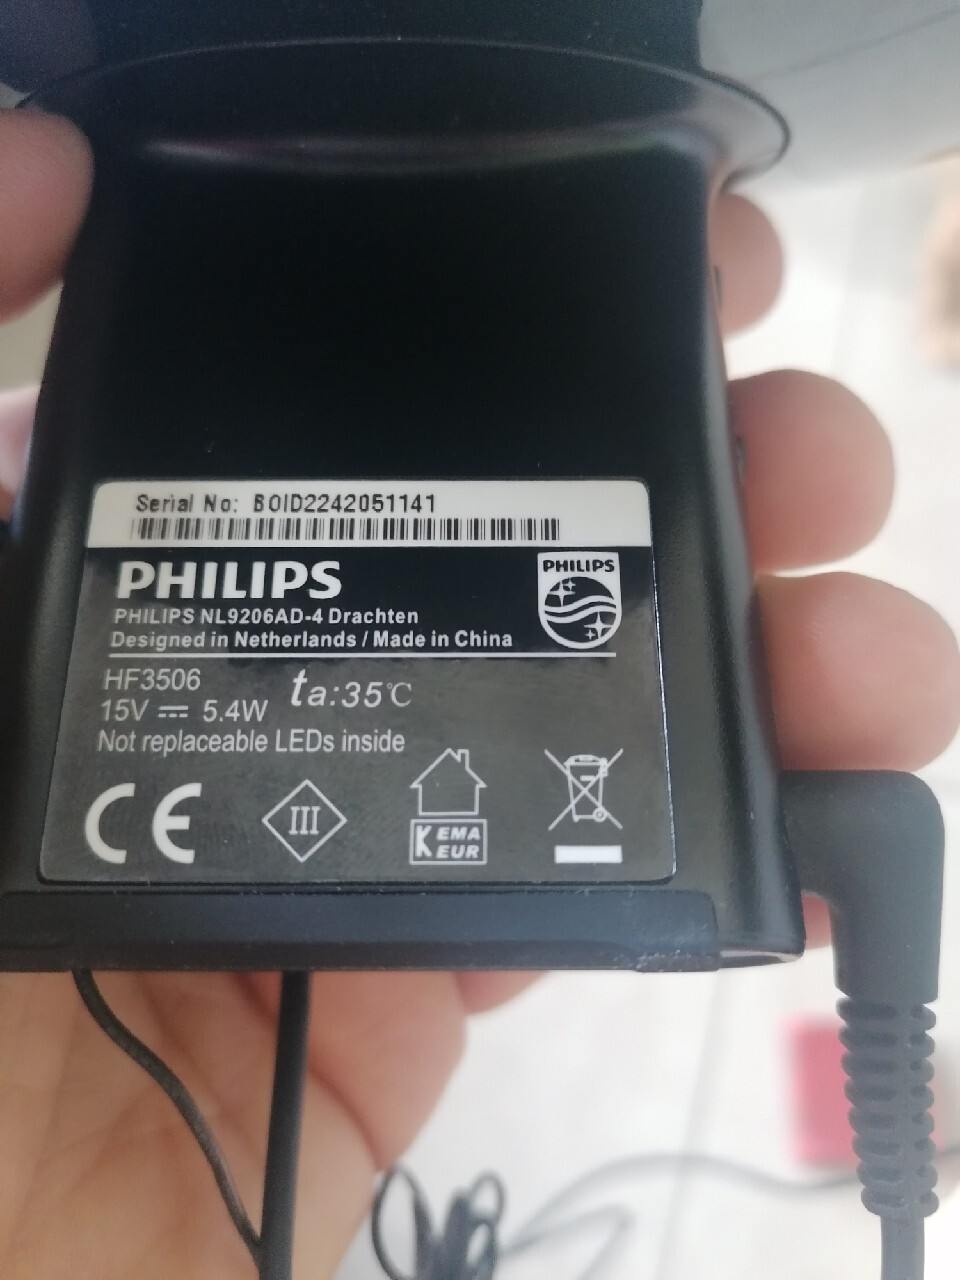 Serial No: BOID2242051141
PHILIPS
PHILIPS
PHILIPS NL9206AD-4 Drachten
Designed in Netherlands / Made in China
HF3506
ta:35℃
15V ⎓ 5.4W
Not replaceable LEDs inside
CE
III
KEMA
EUR